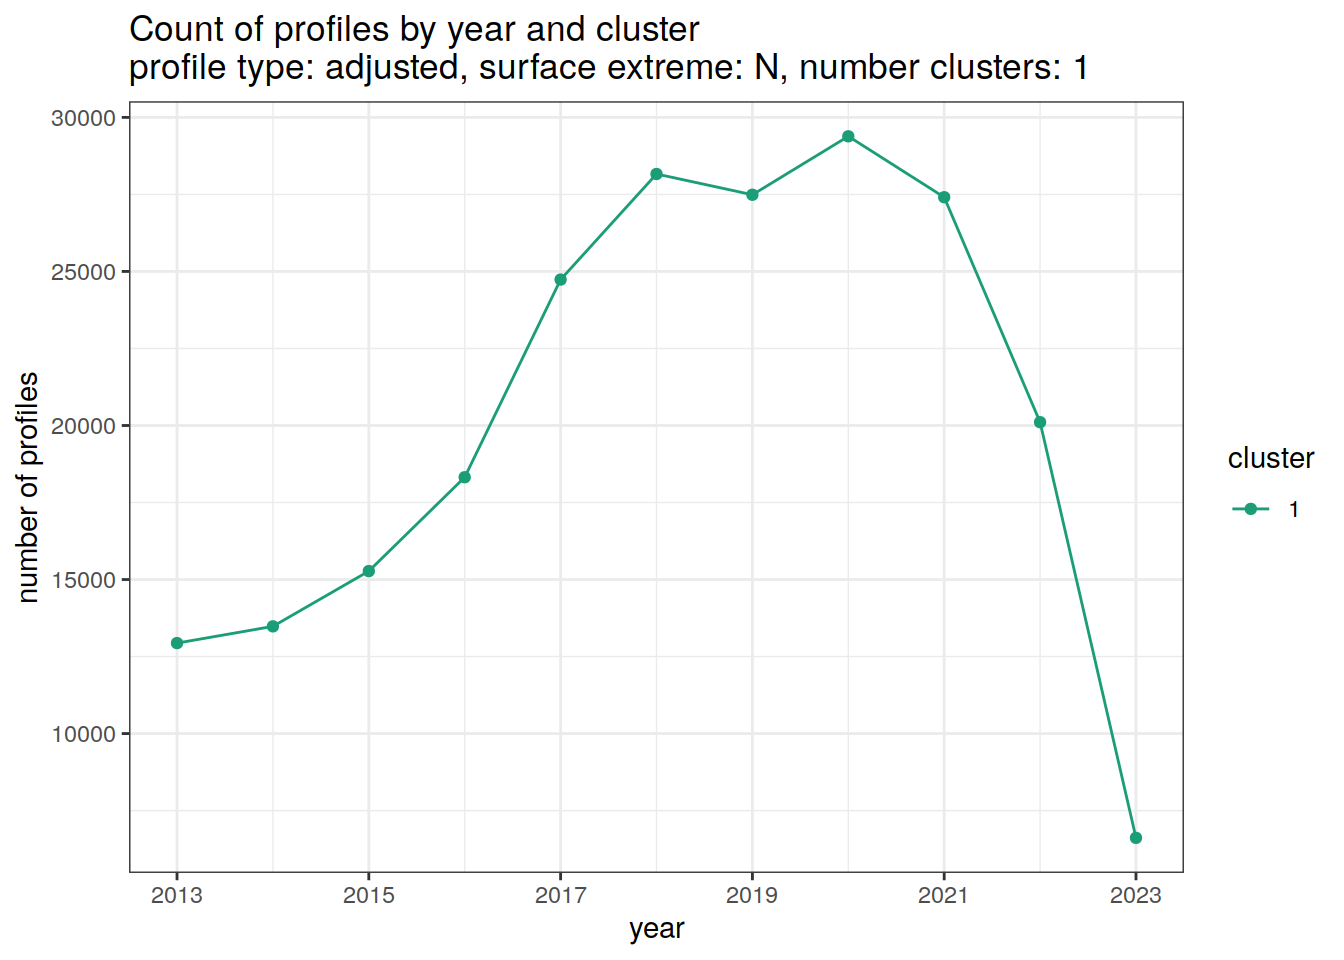 Count of profiles by year and cluster
profile type: adjusted, surface extreme: N, number clusters: 1
30000
25000
20000
15000
10000
number of profiles
2013
2015
2017
2019
2021
2023
year
cluster
1